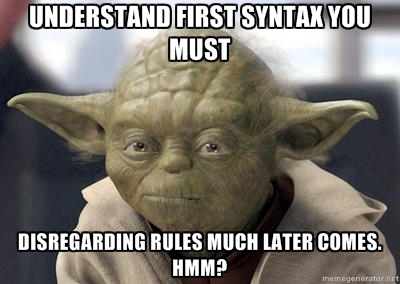 UNDERSTAND FIRST SYNTAX YOU
MUST
DISREGARDING RULES MUCH LATER COMES.
HMM?
memegenerator.net